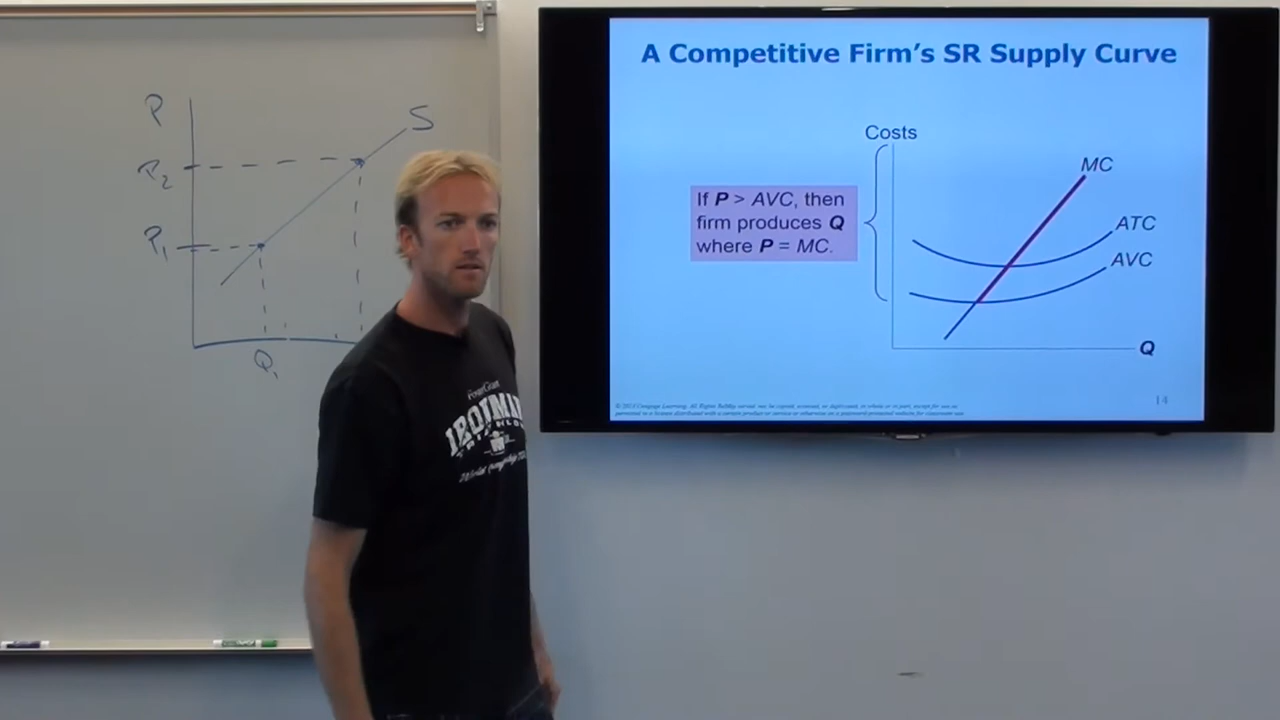 P
S
P₂
P₁
Q₁
A Competitive Firm's SR Supply Curve
Costs
MC
If P > AVC, then
firm produces Q
where P = MC.
ATC
AVC
Q
14
FosterGrant
IRONMAN